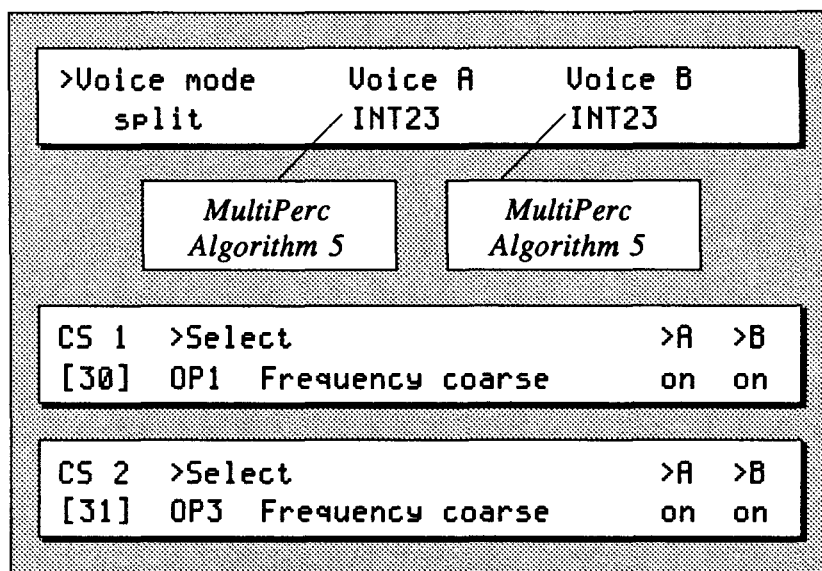 >Voice mode Voice A Voice B
split INT23 INT23
MultiPerc MultiPerc
Algorithm 5 Algorithm 5
CS 1 >Select >A >B
[30] OP1 Frequency coarse on on
CS 2 >Select >A >B
[31] OP3 Frequency coarse on on